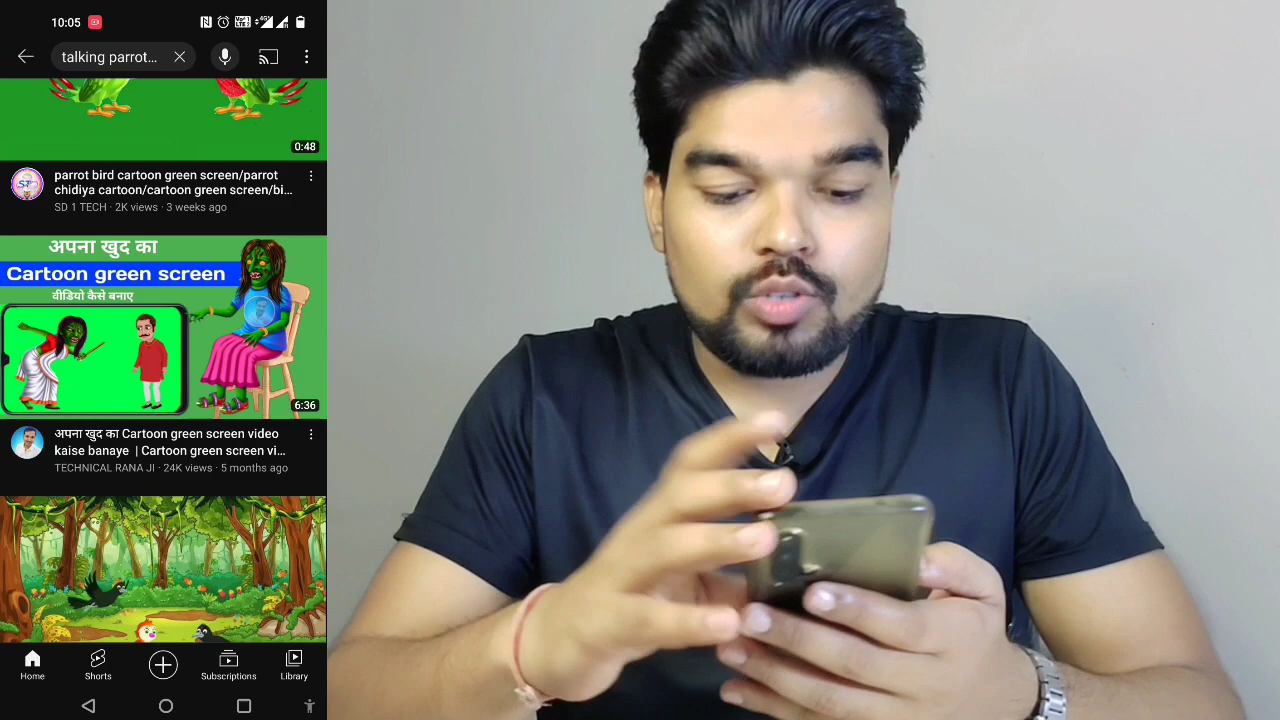 10:05
talking parrot...
0:48
parrot bird cartoon green screen/parrot
chidiya cartoon/cartoon green screen/bi...
SD 1 TECH · 2K views · 3 weeks ago
अपना खुद का
Cartoon green screen
वीडियो कैसे बनाए
6:36
अपना खुद का Cartoon green screen video
kaise banaye | Cartoon green screen vi...
TECHNICAL RANA JI · 24K views · 5 months ago
Home
Shorts
Subscriptions
Library